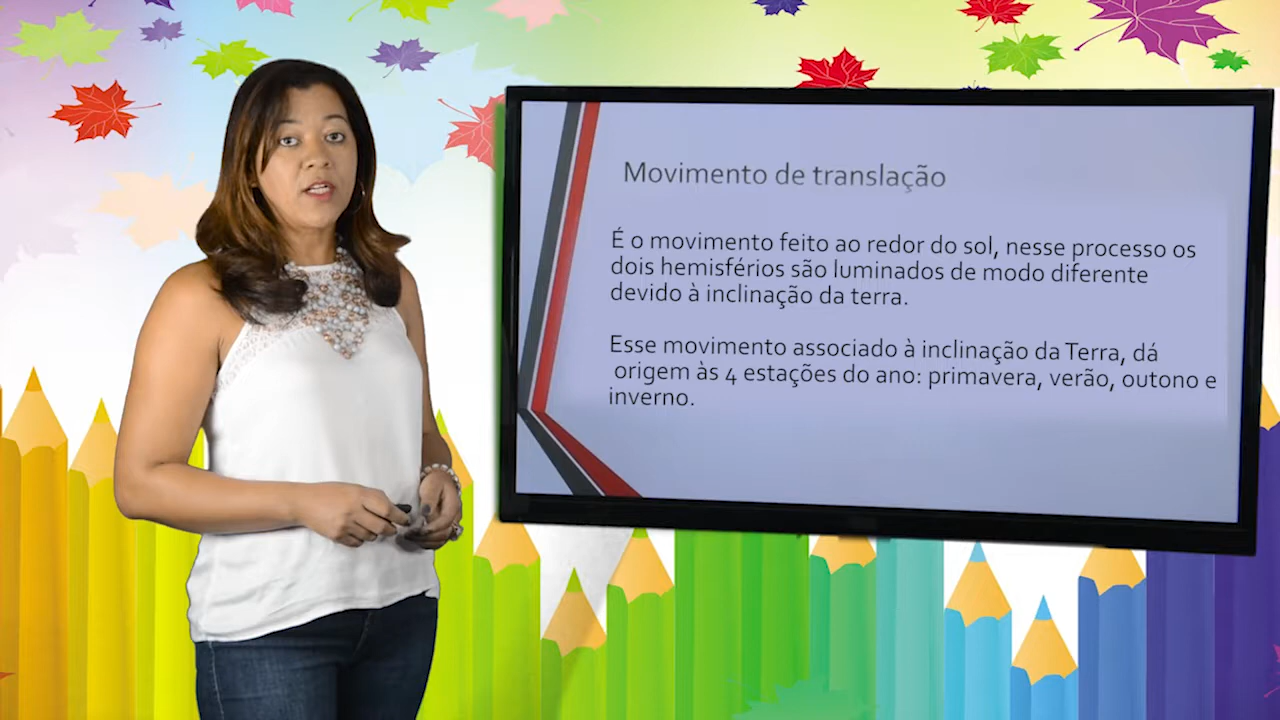 Movimento de translação
É o movimento feito ao redor do sol, nesse processo os
dois hemisférios são luminados de modo diferente
devido à inclinação da terra.
Esse movimento associado à inclinação da Terra, dá
origem às 4 estações do ano: primavera, verão, outono e
inverno.